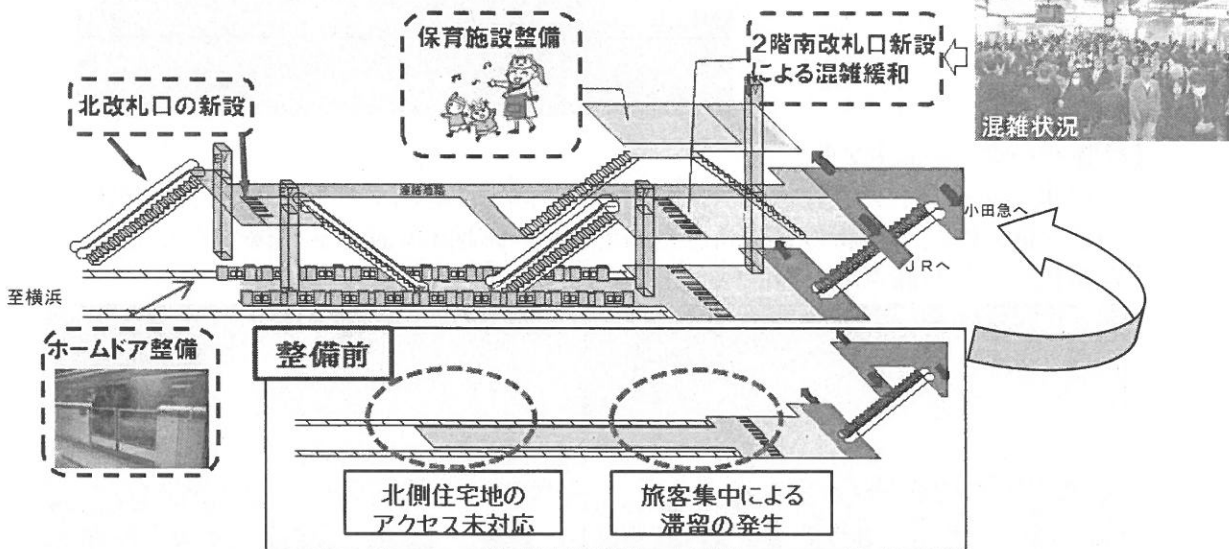 保育施設整備
2階南改札口新設
による混雑緩和
混雑状況
北改札口の新設
EV
EV
EV
連絡通路
小田急へ
JRへ
至横浜
ホームドア整備
整備前
北側住宅地の
アクセス未対応
旅客集中による
滞留の発生